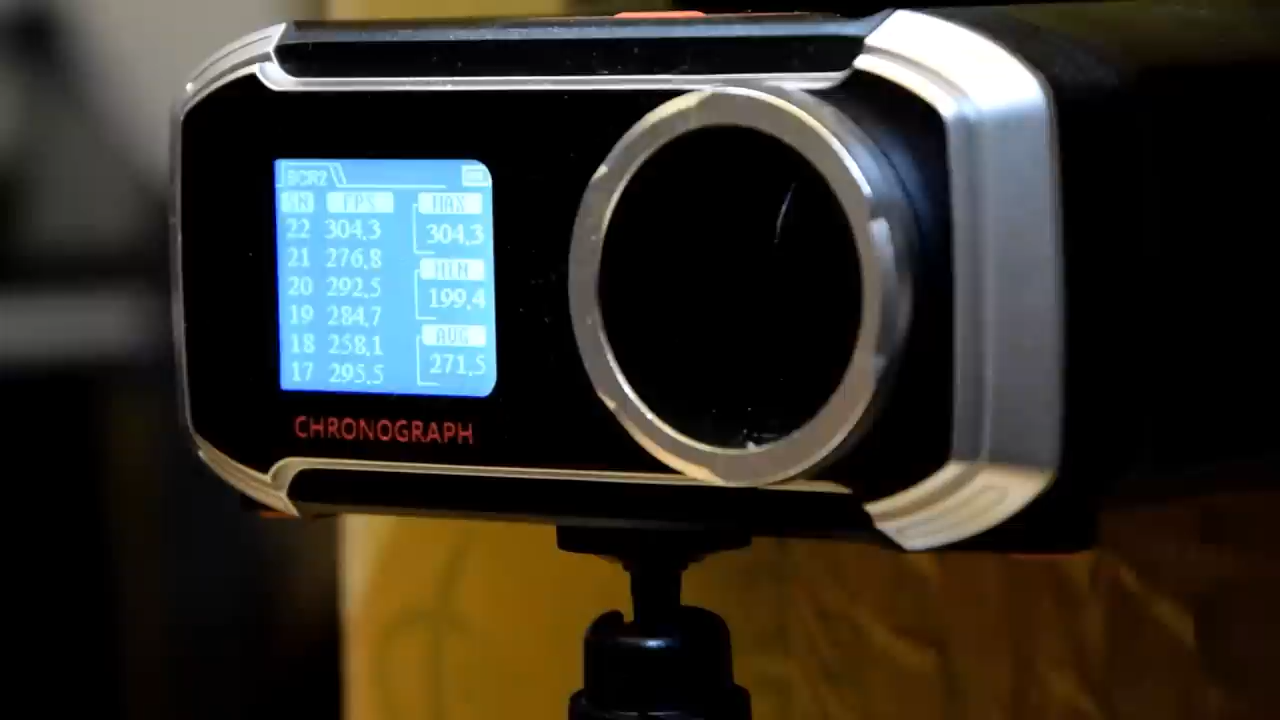 BCR2
SN FPS
22 304.3
21 276.8
20 292.5
19 284.7
18 258.1
17 295.5
MAX
304.3
MIN
199.4
AVG
271.5
CHRONOGRAPH